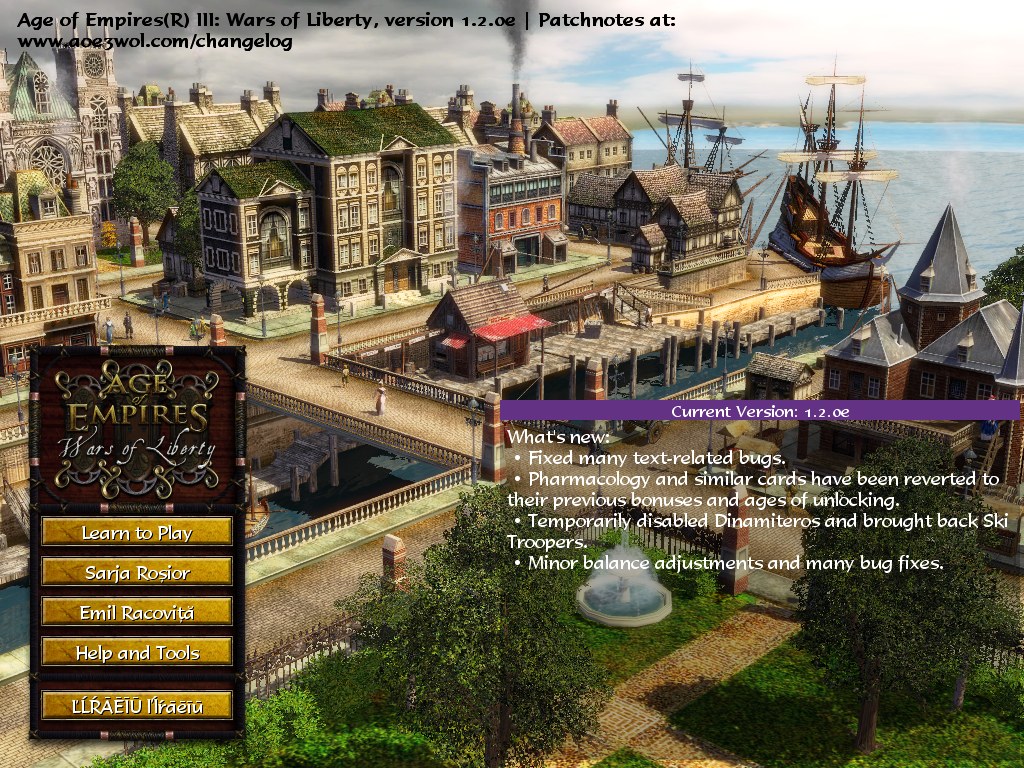 Age of Empires(R) III: Wars of Liberty, version 1.2.0e | Patchnotes at:
www.aoe3wol.com/changelog
AGE
of
EMPIRES
Wars of Liberty
Learn to Play
Sarja Roșior
Emil Racoviță
Help and Tools
Current Version: 1.2.0e
What's new:
• Fixed many text-related bugs.
• Pharmacology and similar cards have been reverted to
their previous bonuses and ages of unlocking.
• Temporarily disabled Dinamiteros and brought back Ski
Troopers.
• Minor balance adjustments and many bug fixes.